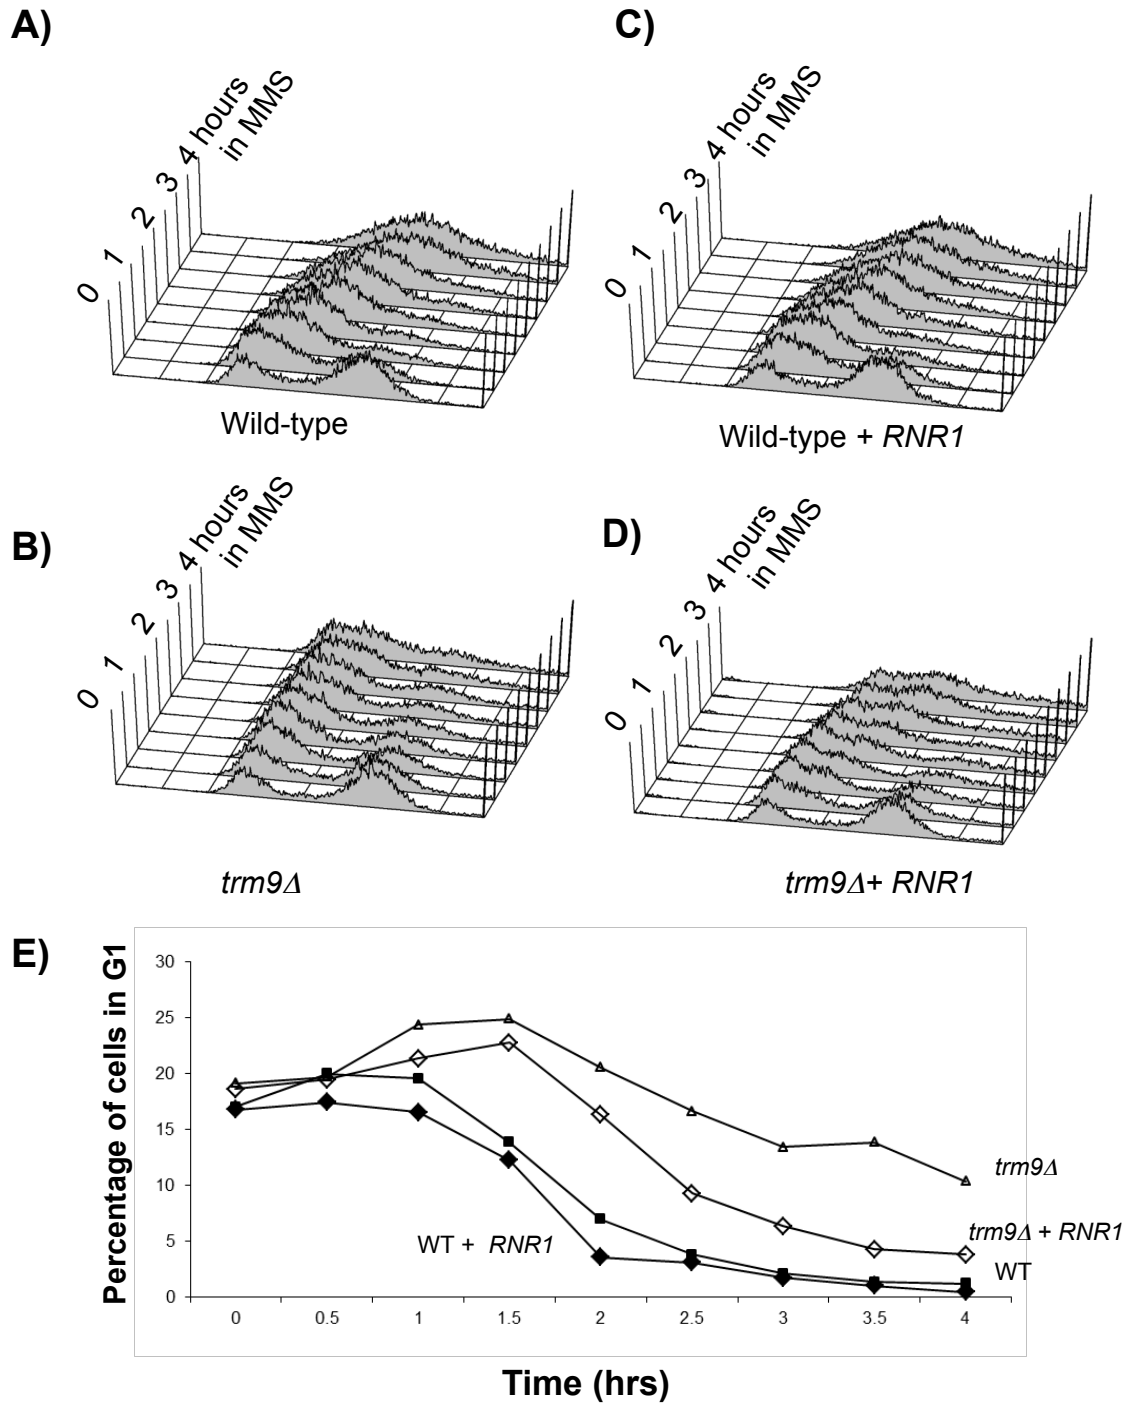 A)
4 hours
in MMS
3
2
1
0
Wild-type
C)
4 hours
in MMS
3
2
1
0
Wild-type + RNR1
B)
4 hours
in MMS
3
2
1
0
trm9Δ
D)
4 hours
in MMS
3
2
1
0
trm9Δ+ RNR1
E)
Percentage of cells in G1
30
25
20
15
10
5
0
trm9Δ
trm9Δ + RNR1
WT + RNR1
WT
0 0.5 1 1.5 2 2.5 3 3.5 4
Time (hrs)